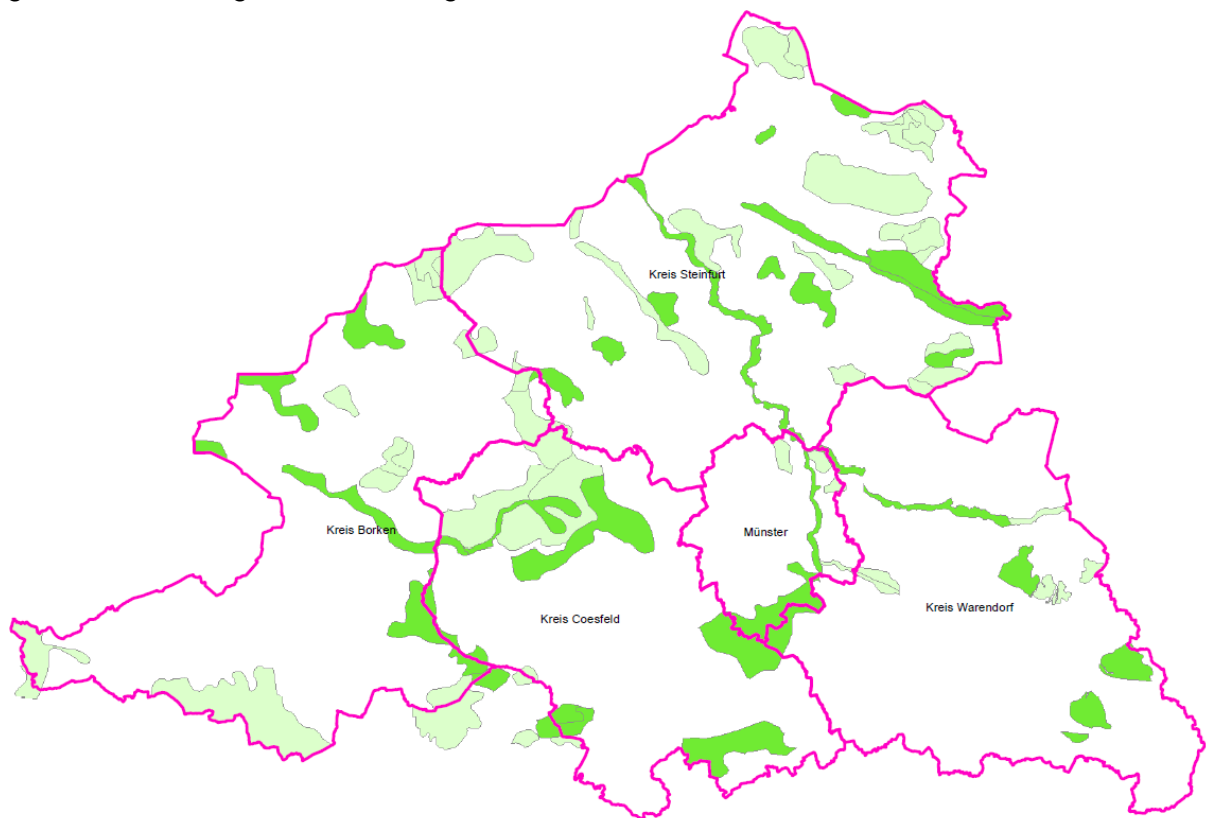 Kreis Steinfurt
Kreis Borken
Münster
Kreis Coesfeld
Kreis Warendorf